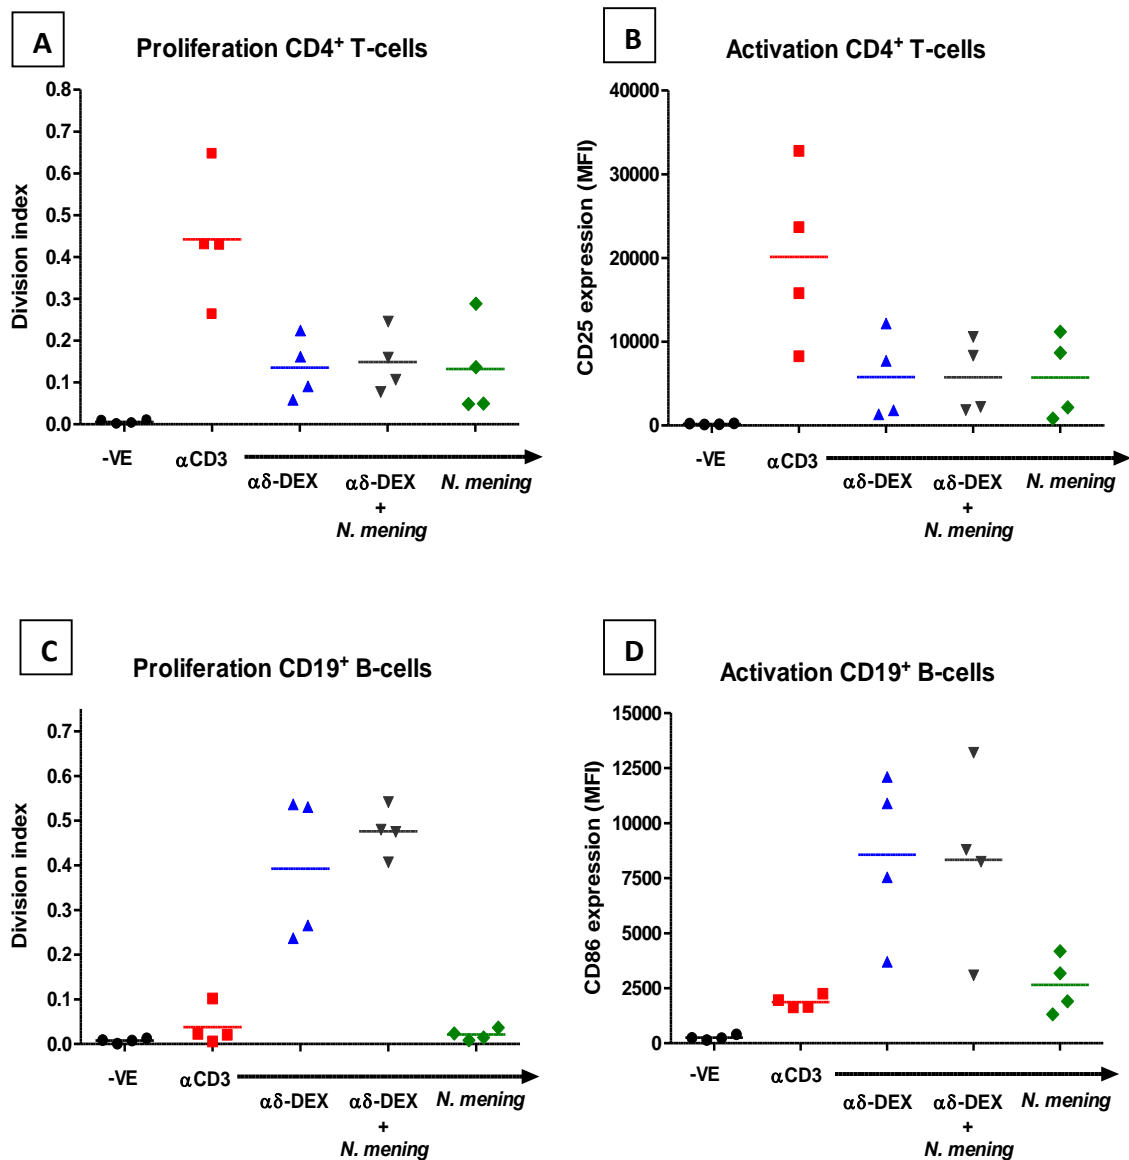 A
Proliferation CD4⁺ T-cells
Division index
0.8
0.7
0.6
0.5
0.4
0.3
0.2
0.1
0.0
-VE
αCD3
αδ-DEX
αδ-DEX
+
N. mening
N. mening
B
Activation CD4⁺ T-cells
CD25 expression (MFI)
40000
30000
20000
10000
0
-VE
αCD3
αδ-DEX
αδ-DEX
+
N. mening
N. mening
C
Proliferation CD19⁺ B-cells
Division index
0.7
0.6
0.5
0.4
0.3
0.2
0.1
0.0
-VE
αCD3
αδ-DEX
αδ-DEX
+
N. mening
N. mening
D
Activation CD19⁺ B-cells
CD86 expression (MFI)
15000
12500
10000
7500
5000
2500
0
-VE
αCD3
αδ-DEX
αδ-DEX
+
N. mening
N. mening